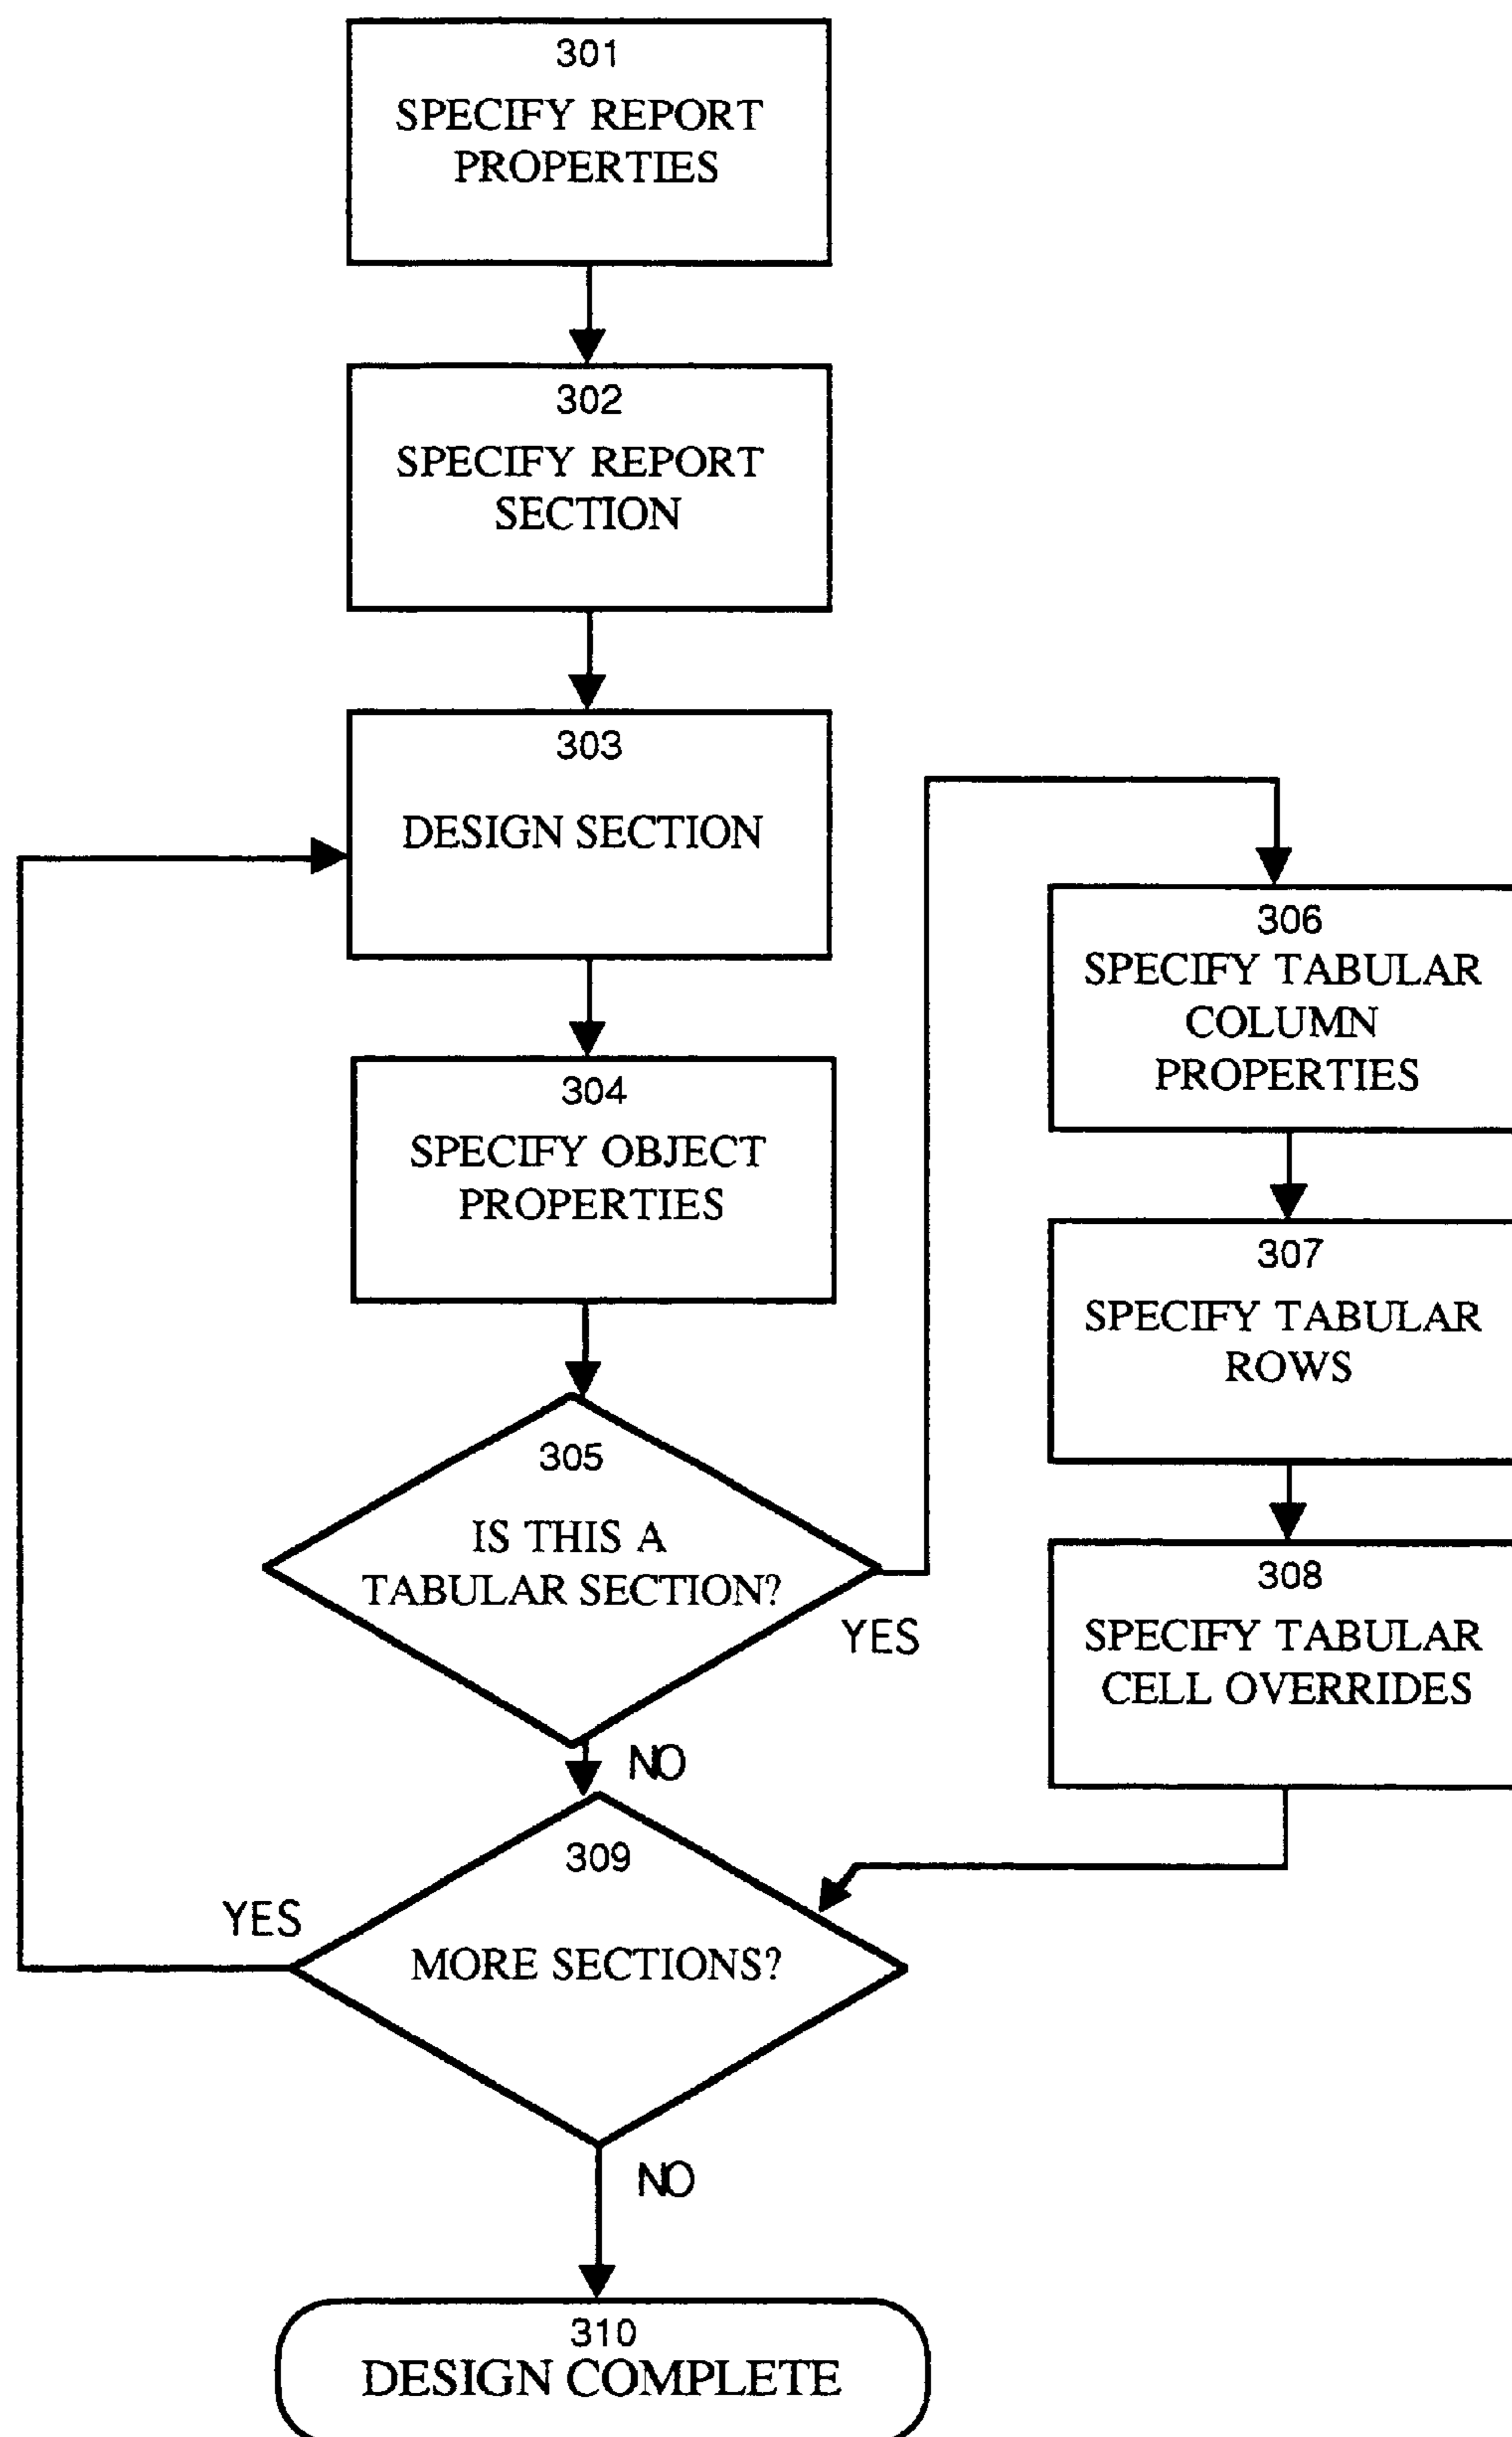 301
SPECIFY REPORT
PROPERTIES
302
SPECIFY REPORT
SECTION
303
DESIGN SECTION
304
SPECIFY OBJECT
PROPERTIES
305
IS THIS A
TABULAR SECTION?
YES
NO
306
SPECIFY TABULAR
COLUMN
PROPERTIES
307
SPECIFY TABULAR
ROWS
308
SPECIFY TABULAR
CELL OVERRIDES
309
MORE SECTIONS?
YES
NO
310
DESIGN COMPLETE